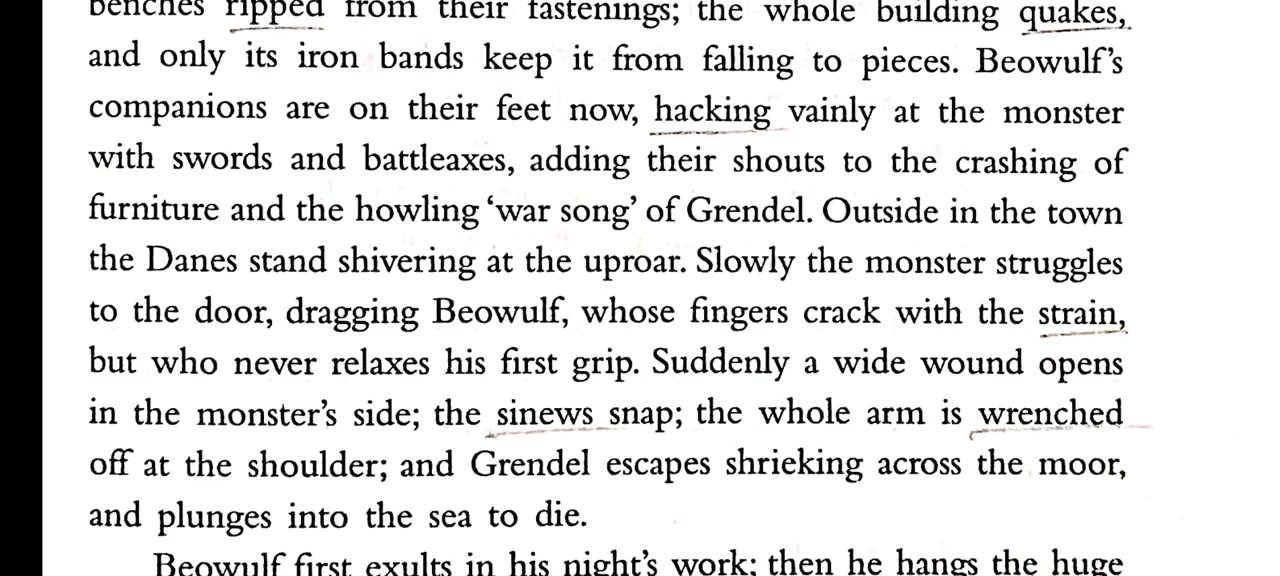 benches ripped from their fastenings; the whole building quakes,
and only its iron bands keep it from falling to pieces. Beowulf’s
companions are on their feet now, hacking vainly at the monster
with swords and battleaxes, adding their shouts to the crashing of
furniture and the howling ‘war song’ of Grendel. Outside in the town
the Danes stand shivering at the uproar. Slowly the monster struggles
to the door, dragging Beowulf, whose fingers crack with the strain,
but who never relaxes his first grip. Suddenly a wide wound opens
in the monster’s side; the sinews snap; the whole arm is wrenched
off at the shoulder; and Grendel escapes shrieking across the moor,
and plunges into the sea to die.
Beowulf first exults in his night’s work; then he hangs the huge